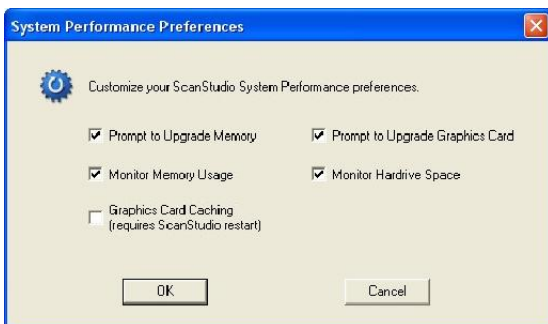 System Performance Preferences
Customize your ScanStudio System Performance preferences.
Prompt to Upgrade Memory
Prompt to Upgrade Graphics Card
Monitor Memory Usage
Monitor Hardrive Space
Graphics Card Caching
(requires ScanStudio restart)
OK
Cancel